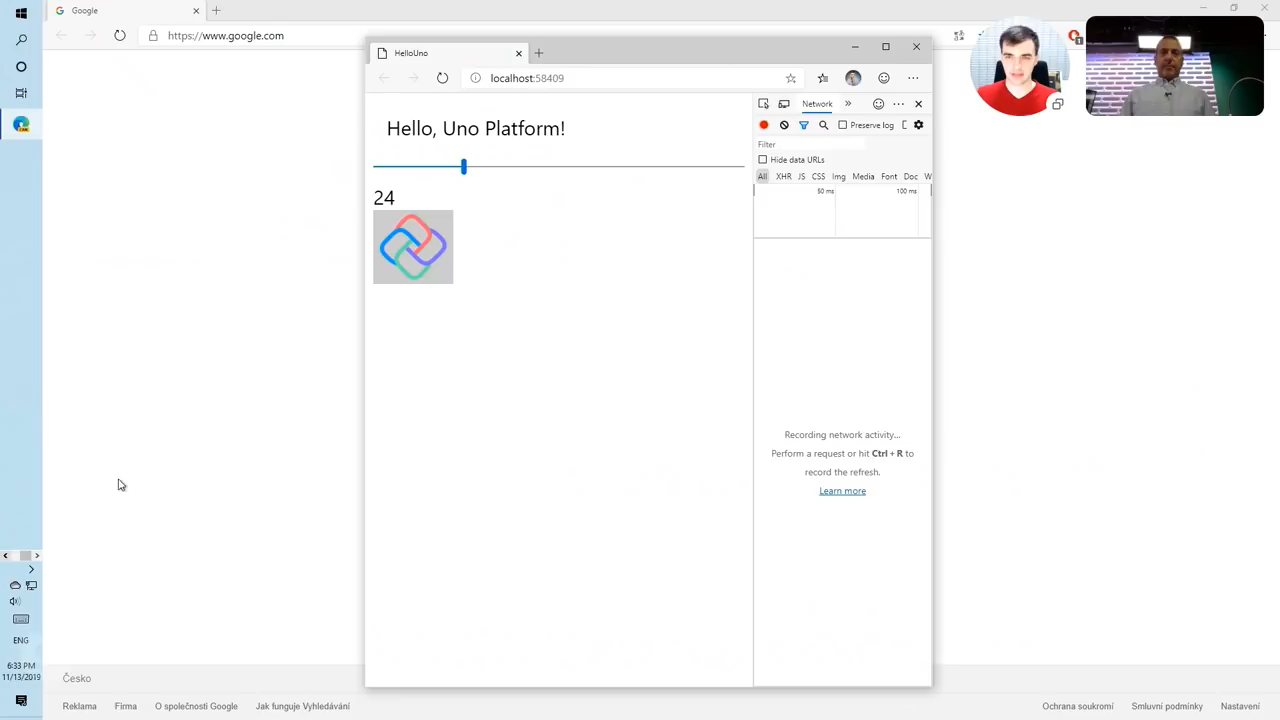 Google
https://www.google.com
HelloUno
localhost:58409
Hello, Uno Platform!
24
Network
Preserve log
Filter
Hide data URLs
All XHR JS CSS Img Media Font Doc W
50 ms 100 ms
Recording network activity...
Perform a request or hit Ctrl + R to
record the refresh.
Learn more
1
ENG
6:33 PM
11/13/2019
Česko
Reklama Firma O společnosti Google Jak funguje Vyhledávání
Ochrana soukromí Smluvní podmínky Nastavení